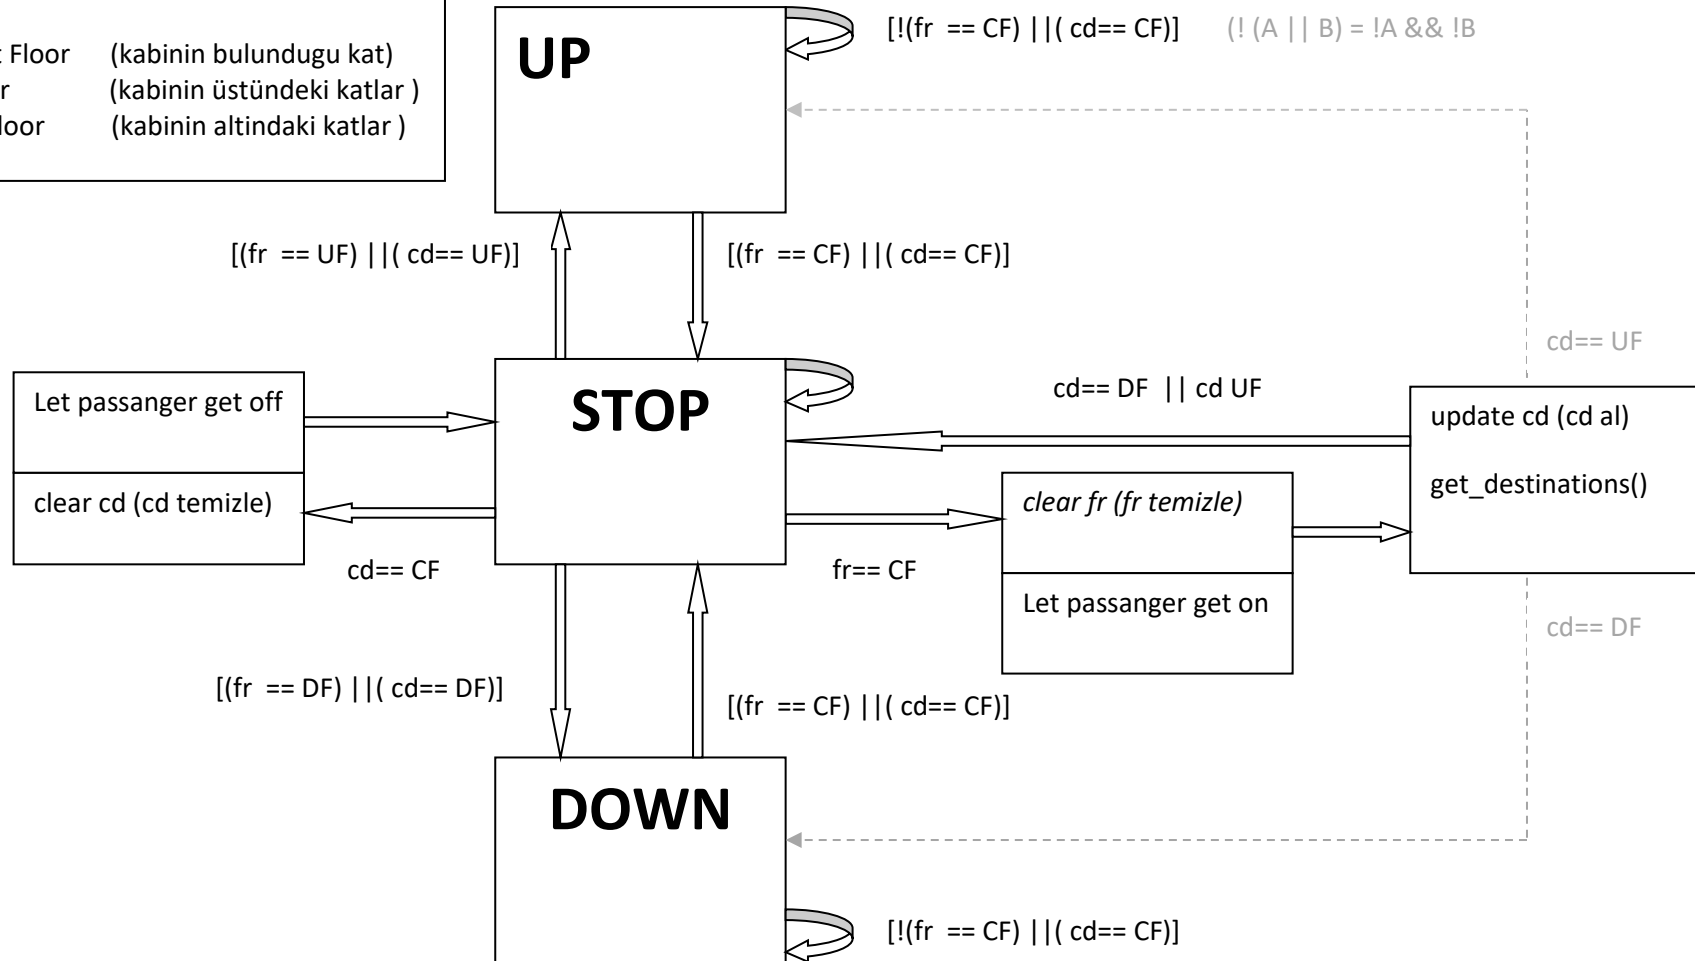 Floor (kabinin bulundugu kat)
(kabinin üstündeki katlar )
(kabinin altindaki katlar )
UP
[!(fr == CF) ||( cd== CF)] (! (A || B) = !A && !B
[(fr == UF) ||( cd== UF)]
[(fr == CF) ||( cd== CF)]
cd== UF
Let passanger get off
STOP
cd== DF || cd UF
update cd (cd al)
get_destinations()
clear cd (cd temizle)
clear fr (fr temizle)
cd== CF
fr== CF
Let passanger get on
cd== DF
[(fr == DF) ||( cd== DF)]
[(fr == CF) ||( cd== CF)]
DOWN
[!(fr == CF) ||( cd== CF)]